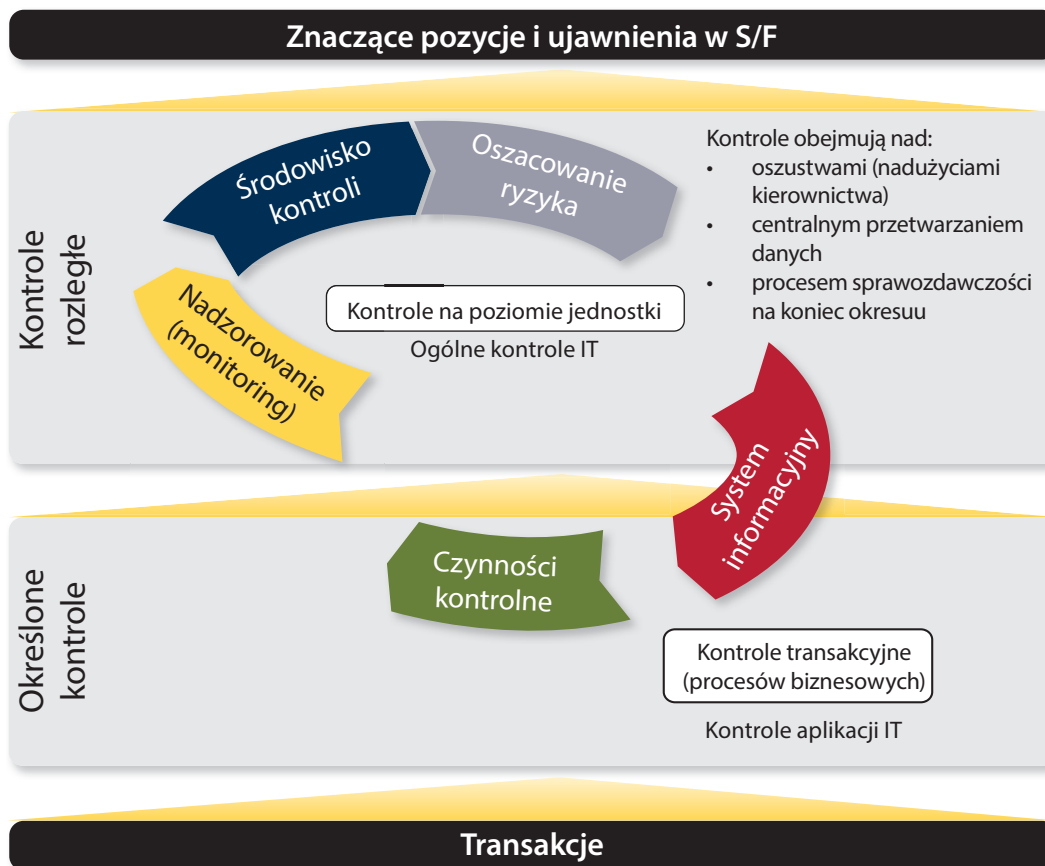 Znaczące pozycje i ujawnienia w S/F
Kontrole
rozległe
Środowisko
kontroli
Oszacowanie
ryzyka
Kontrole obejmują nad:
• oszustwami (nadużyciami
kierownictwa)
• centralnym przetwarzaniem
danych
• procesem sprawozdawczości
na koniec okresuu
Nadzorowanie
(monitoring)
Kontrole na poziomie jednostki
Ogólne kontrole IT
System
informacyjny
Określone
kontrole
Czynności
kontrolne
Kontrole transakcyjne
(procesów biznesowych)
Kontrole aplikacji IT
Transakcje